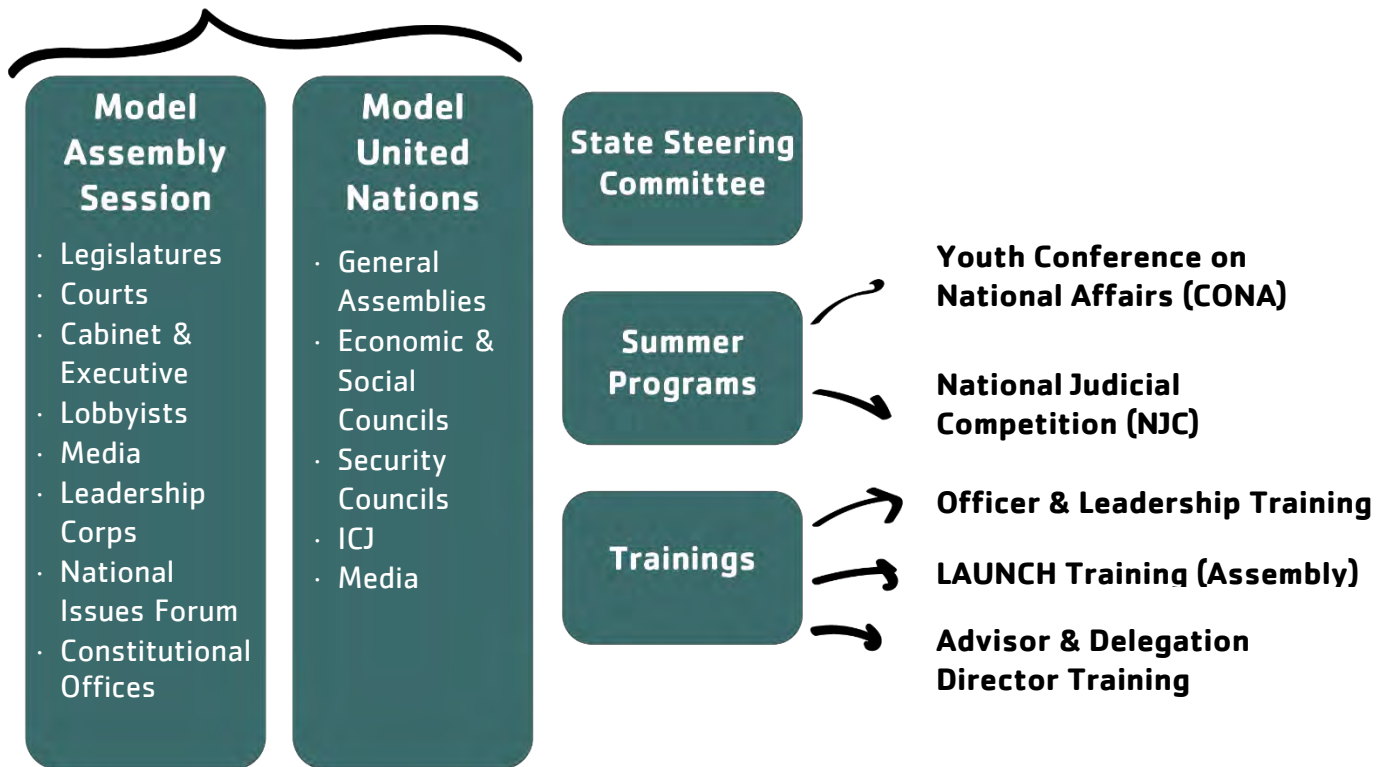 Model
Assembly
Session
· Legislatures
· Courts
· Cabinet &
Executive
· Lobbyists
· Media
· Leadership
Corps
· National
Issues Forum
· Constitutional
Offices
Model
United
Nations
· General
Assemblies
· Economic &
Social
Councils
· Security
Councils
· ICJ
· Media
State Steering
Committee
Summer
Programs
Youth Conference on
National Affairs (CONA)
National Judicial
Competition (NJC)
Trainings
Officer & Leadership Training
LAUNCH Training (Assembly)
Advisor & Delegation
Director Training